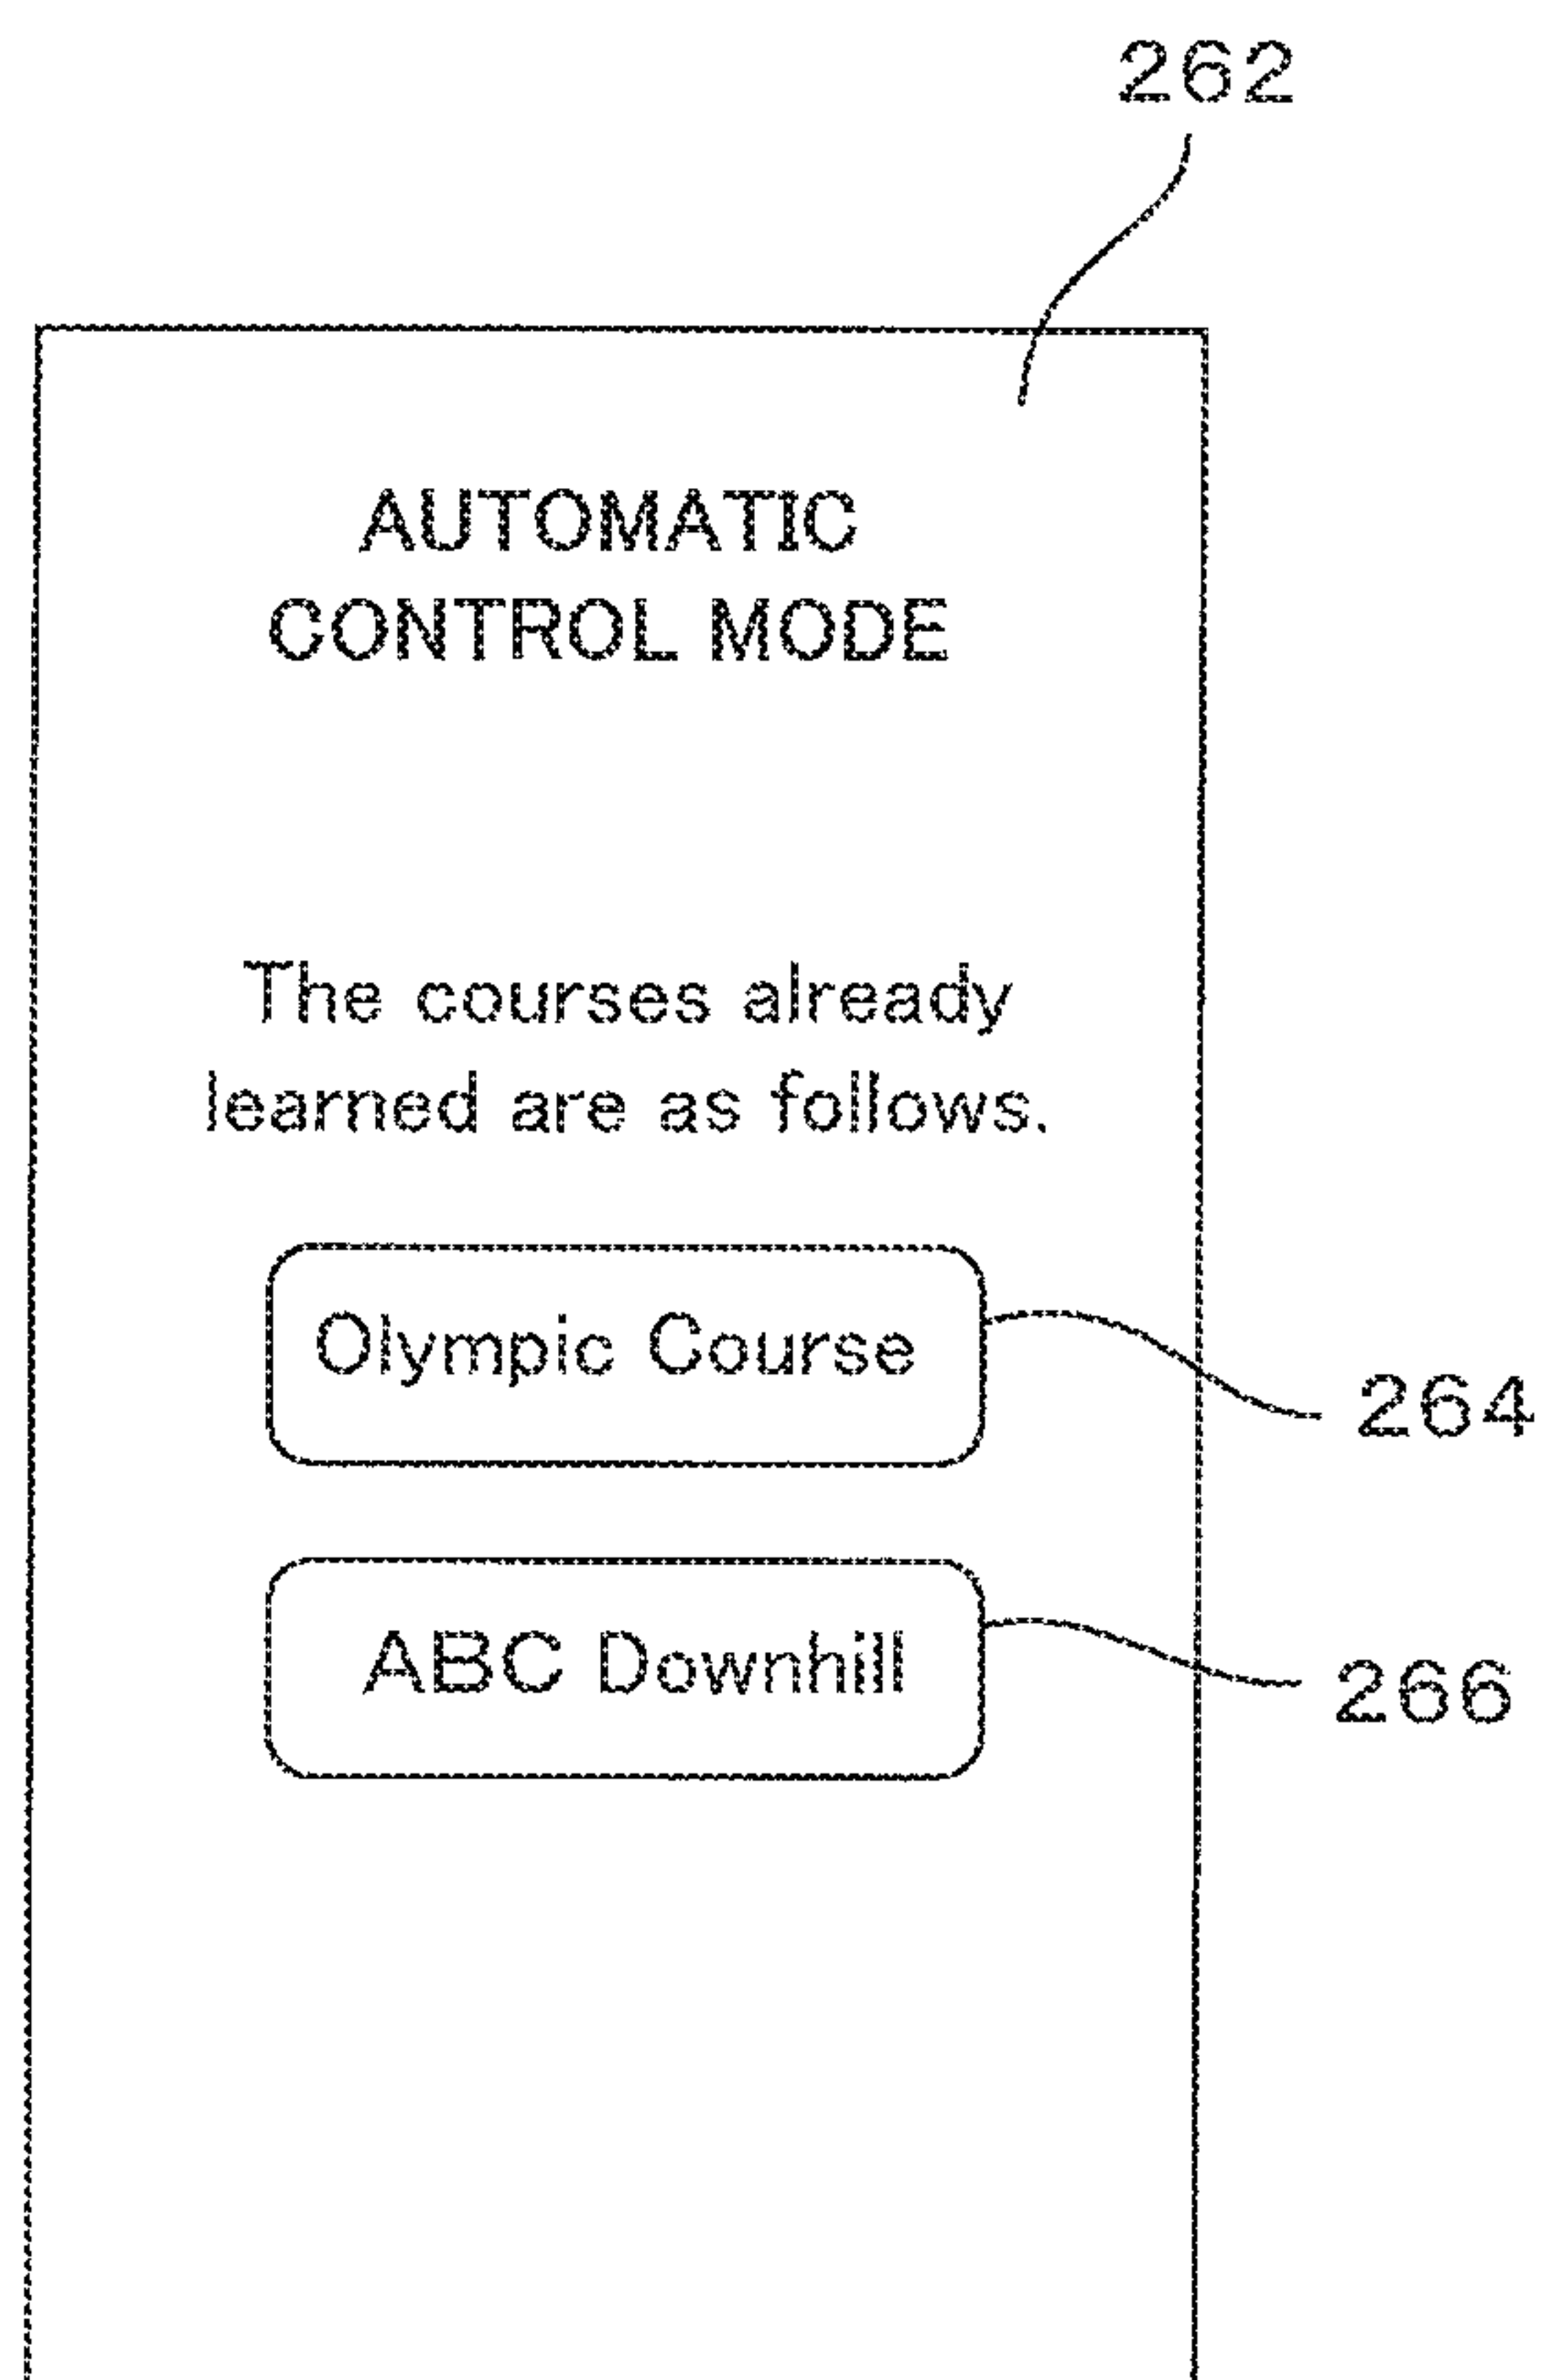 262
AUTOMATIC
CONTROL MODE
The courses already
learned are as follows.
Olympic Course
264
ABC Downhill
266